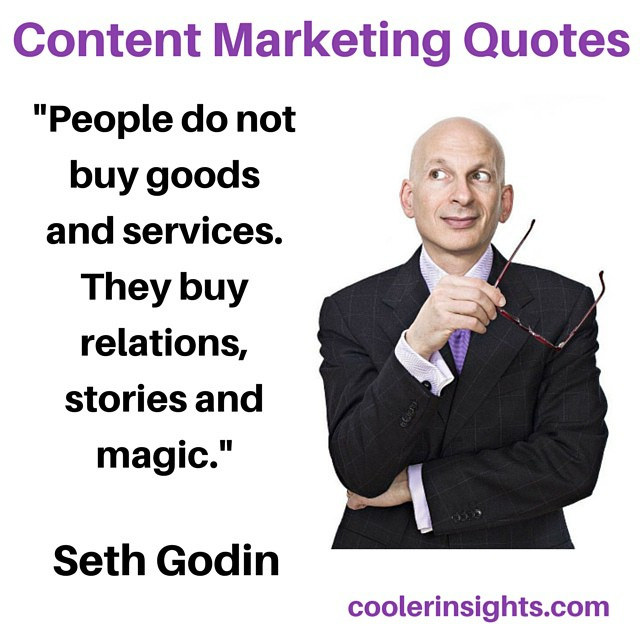 Content Marketing Quotes
"People do not
buy goods
and services.
They buy
relations,
stories and
magic."
Seth Godin
coolerinsights.com